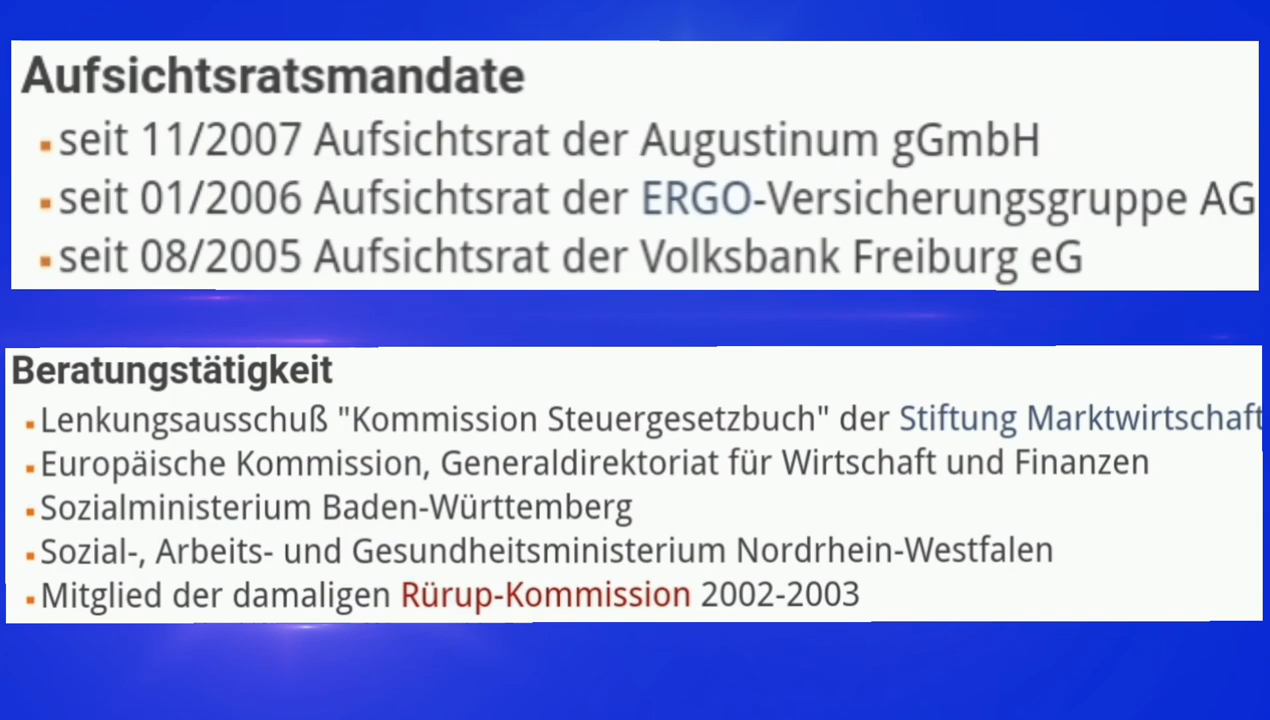 Aufsichtsratsmandate
seit 11/2007 Aufsichtsrat der Augustinum gGmbH
seit 01/2006 Aufsichtsrat der ERGO-Versicherungsgruppe AG
seit 08/2005 Aufsichtsrat der Volksbank Freiburg eG
Beratungstätigkeit
Lenkungsausschuß "Kommission Steuergesetzbuch" der Stiftung Marktwirtschaft
Europäische Kommission, Generaldirektoriat für Wirtschaft und Finanzen
Sozialministerium Baden-Württemberg
Sozial-, Arbeits- und Gesundheitsministerium Nordrhein-Westfalen
Mitglied der damaligen Rürup-Kommission 2002-2003